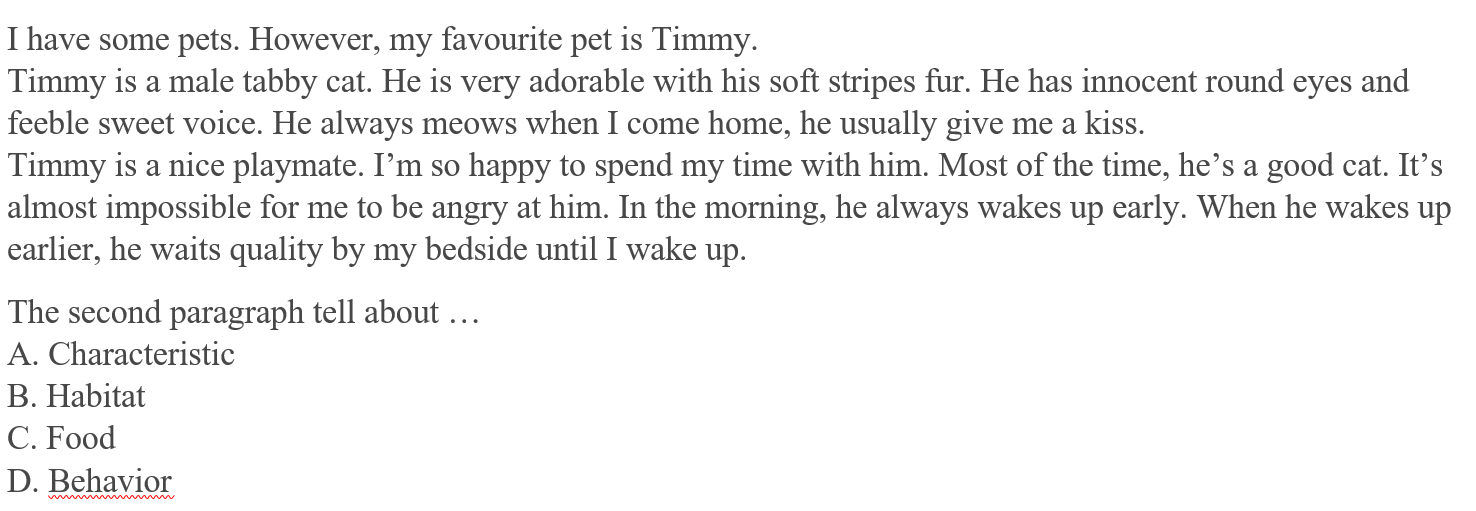 I have some pets. However, my favourite pet is Timmy.
Timmy is a male tabby cat. He is very adorable with his soft stripes fur. He has innocent round eyes and
feeble sweet voice. He always meows when I come home, he usually give me a kiss.
Timmy is a nice playmate. I’m so happy to spend my time with him. Most of the time, he’s a good cat. It’s
almost impossible for me to be angry at him. In the morning, he always wakes up early. When he wakes up
earlier, he waits quality by my bedside until I wake up.
The second paragraph tell about …
A. Characteristic
B. Habitat
C. Food
D. Behavior